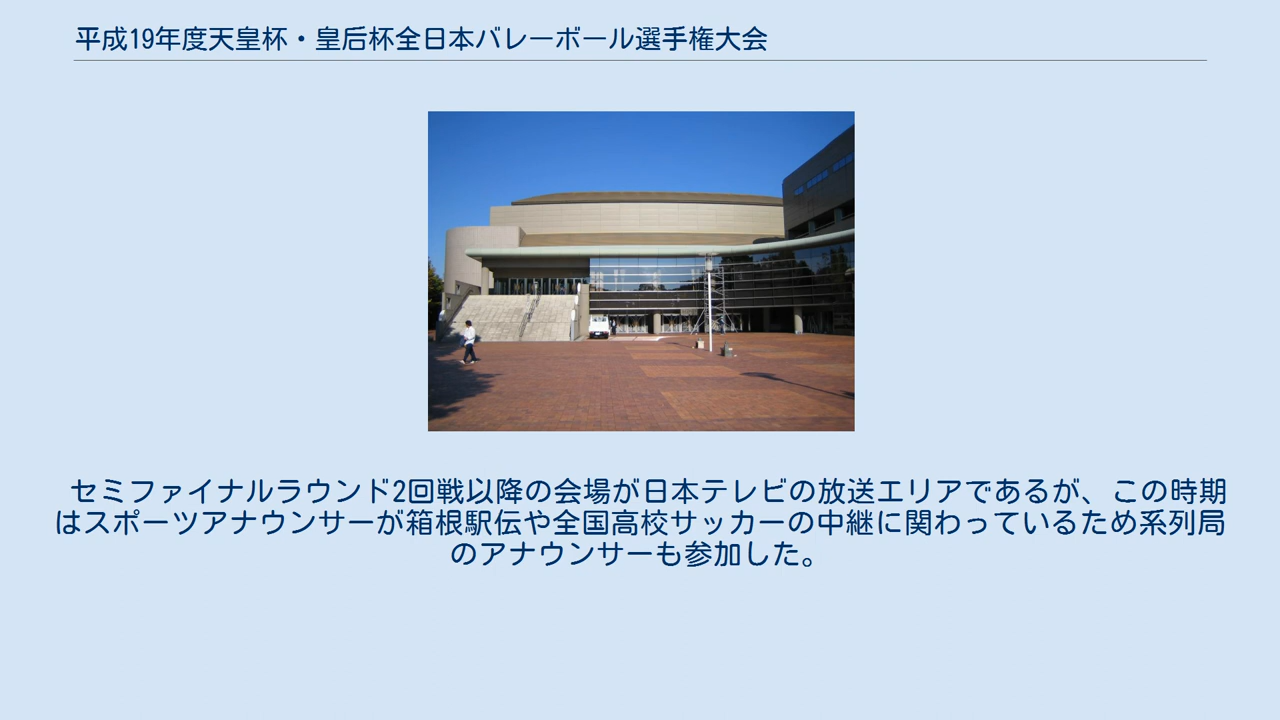 平成19年度天皇杯・皇后杯全日本バレーボール選手権大会
セミファイナルラウンド2回戦以降の会場が日本テレビの放送エリアであるが、この時期
はスポーツアナウンサーが箱根駅伝や全国高校サッカーの中継に関わっているため系列局
のアナウンサーも参加した。